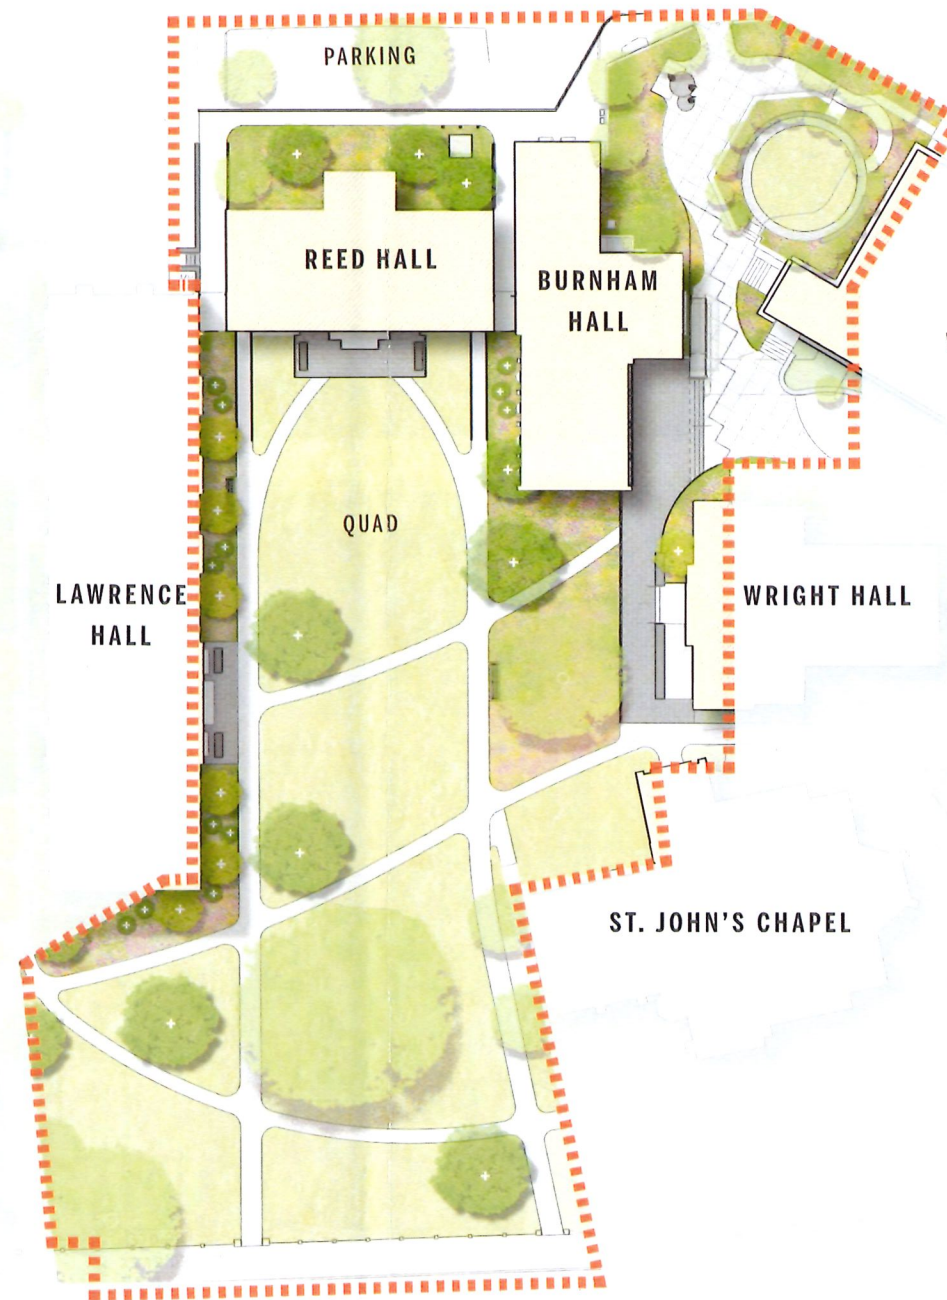 PARKING
REED HALL
BURNHAM
HALL
QUAD
LAWRENCE
HALL
WRIGHT HALL
ST. JOHN'S CHAPEL